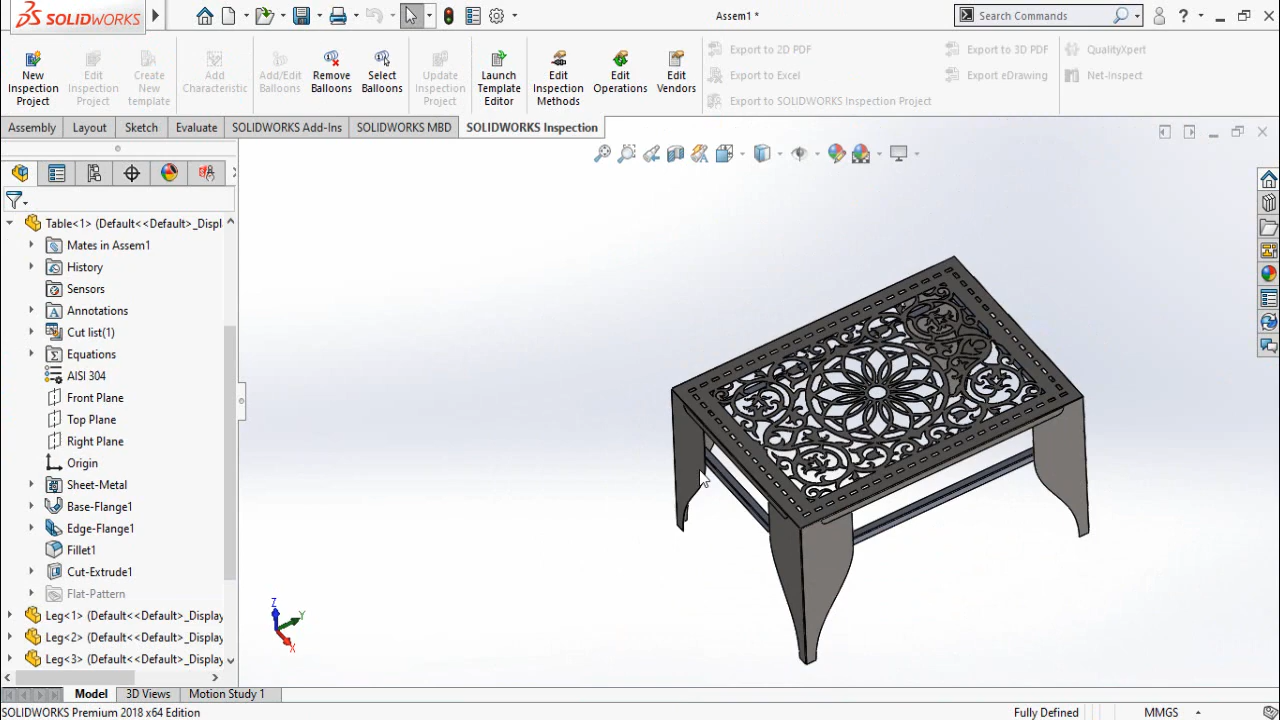 SOLIDWORKS
Assem1 *
Search Commands
?
New Inspection Project
Edit Inspection Project
Create New template
Add Characteristic
Add/Edit Balloons
Remove Balloons
Select Balloons
Update Inspection Project
Launch Template Editor
Edit Inspection Methods
Edit Operations
Edit Vendors
Export to 2D PDF
Export to Excel
Export to SOLIDWORKS Inspection Project
Export to 3D PDF
Export eDrawing
QualityXpert
Net-Inspect
Assembly
Layout
Sketch
Evaluate
SOLIDWORKS Add-Ins
SOLIDWORKS MBD
SOLIDWORKS Inspection
Table<1> (Default<<Default>_Displ
Mates in Assem1
History
Sensors
A Annotations
Cut list(1)
Σ Equations
AISI 304
Front Plane
Top Plane
Right Plane
Origin
Sheet-Metal
Base-Flange1
Edge-Flange1
Fillet1
Cut-Extrude1
Flat-Pattern
Leg<1> (Default<<Default>_Display
Leg<2> (Default<<Default>_Display
Leg<3> (Default<<Default>_Display
Z
Y
X
Model
3D Views
Motion Study 1
SOLIDWORKS Premium 2018 x64 Edition
Fully Defined
MMGS